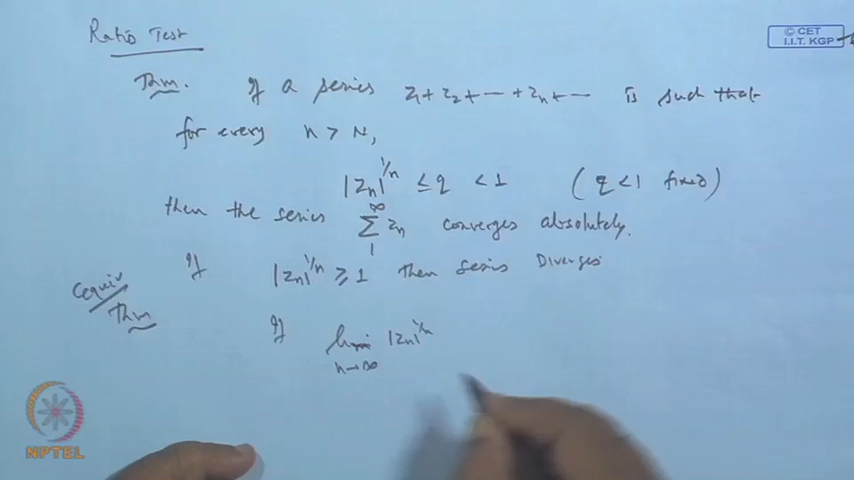 © CET
I.I.T. KGP
Ratio Test
Thm. If a series z₁ + z₂ + --- + zₙ + --- is such that
for every n > N,
|zₙ|^{1/n} ≤ q < 1 (q < 1 fixed)
then the series ∑_{1}^{∞} zₙ converges absolutely.
If |zₙ|^{1/n} ≥ 1 then series Diverges
Equiv
Thm If lim_{n→∞} |zₙ|^{1/n}
NPTEL